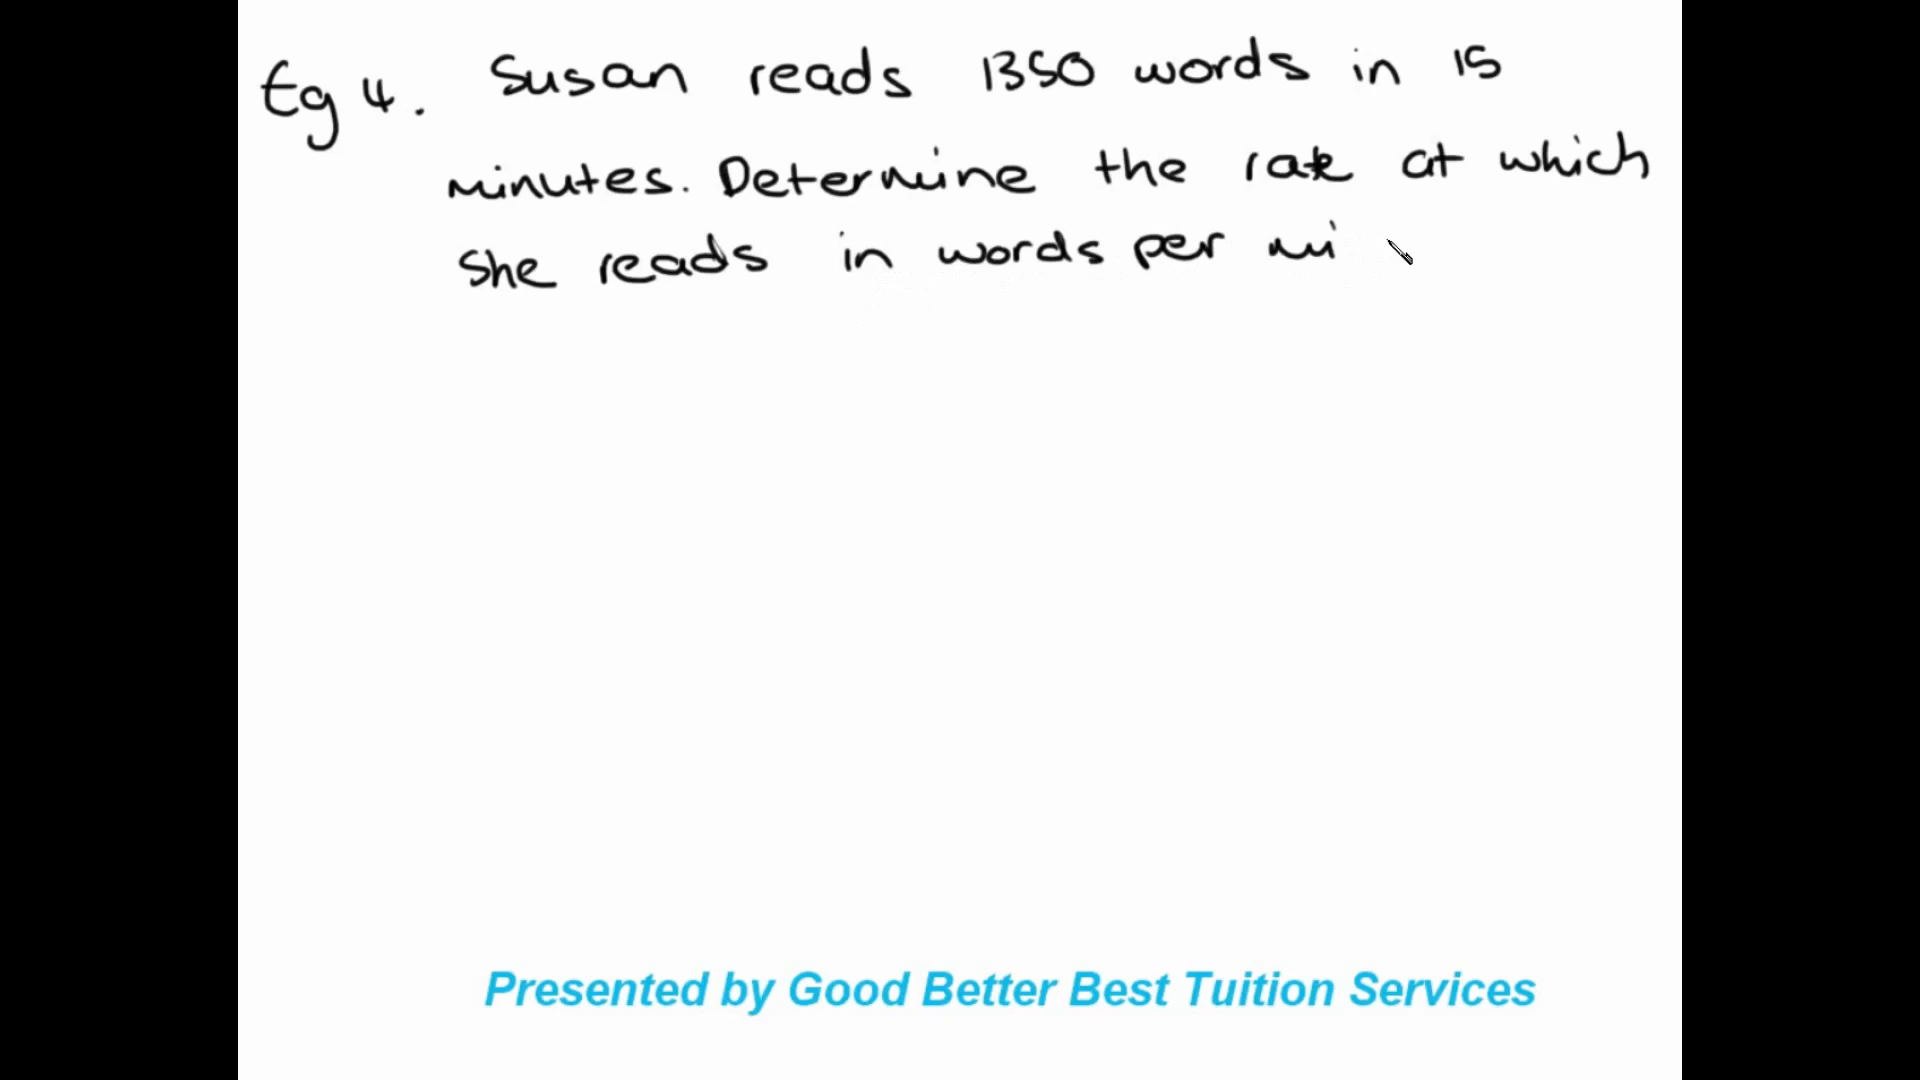 Eg 4. Susan reads 1350 words in 15
minutes. Determine the rate at which
she reads in words per mi
Presented by Good Better Best Tuition Services